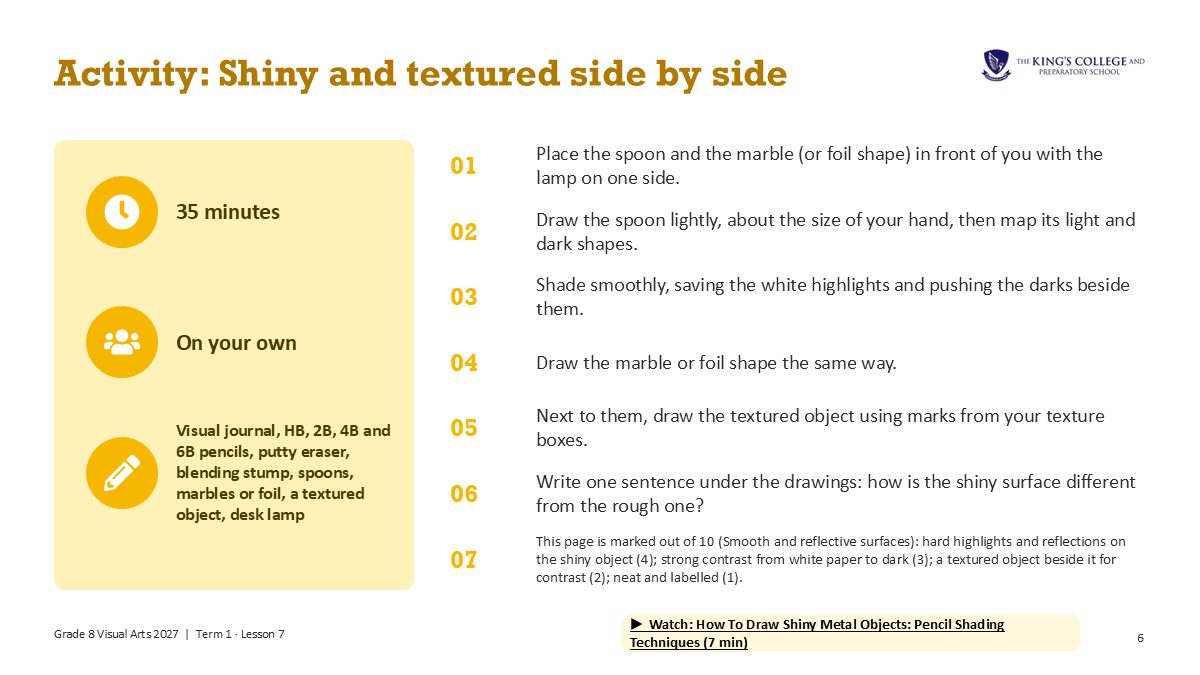 Activity: Shiny and textured side by side
THE KING'S COLLEGE AND
PREPARATORY SCHOOL
35 minutes
On your own
Visual journal, HB, 2B, 4B and
6B pencils, putty eraser,
blending stump, spoons,
marbles or foil, a textured
object, desk lamp
01
Place the spoon and the marble (or foil shape) in front of you with the
lamp on one side.
02
Draw the spoon lightly, about the size of your hand, then map its light and
dark shapes.
03
Shade smoothly, saving the white highlights and pushing the darks beside
them.
04
Draw the marble or foil shape the same way.
05
Next to them, draw the textured object using marks from your texture
boxes.
06
Write one sentence under the drawings: how is the shiny surface different
from the rough one?
07
This page is marked out of 10 (Smooth and reflective surfaces): hard highlights and reflections on
the shiny object (4); strong contrast from white paper to dark (3); a textured object beside it for
contrast (2); neat and labelled (1).
Grade 8 Visual Arts 2027 | Term 1 · Lesson 7
▶ Watch: How To Draw Shiny Metal Objects: Pencil Shading
Techniques (7 min)
6